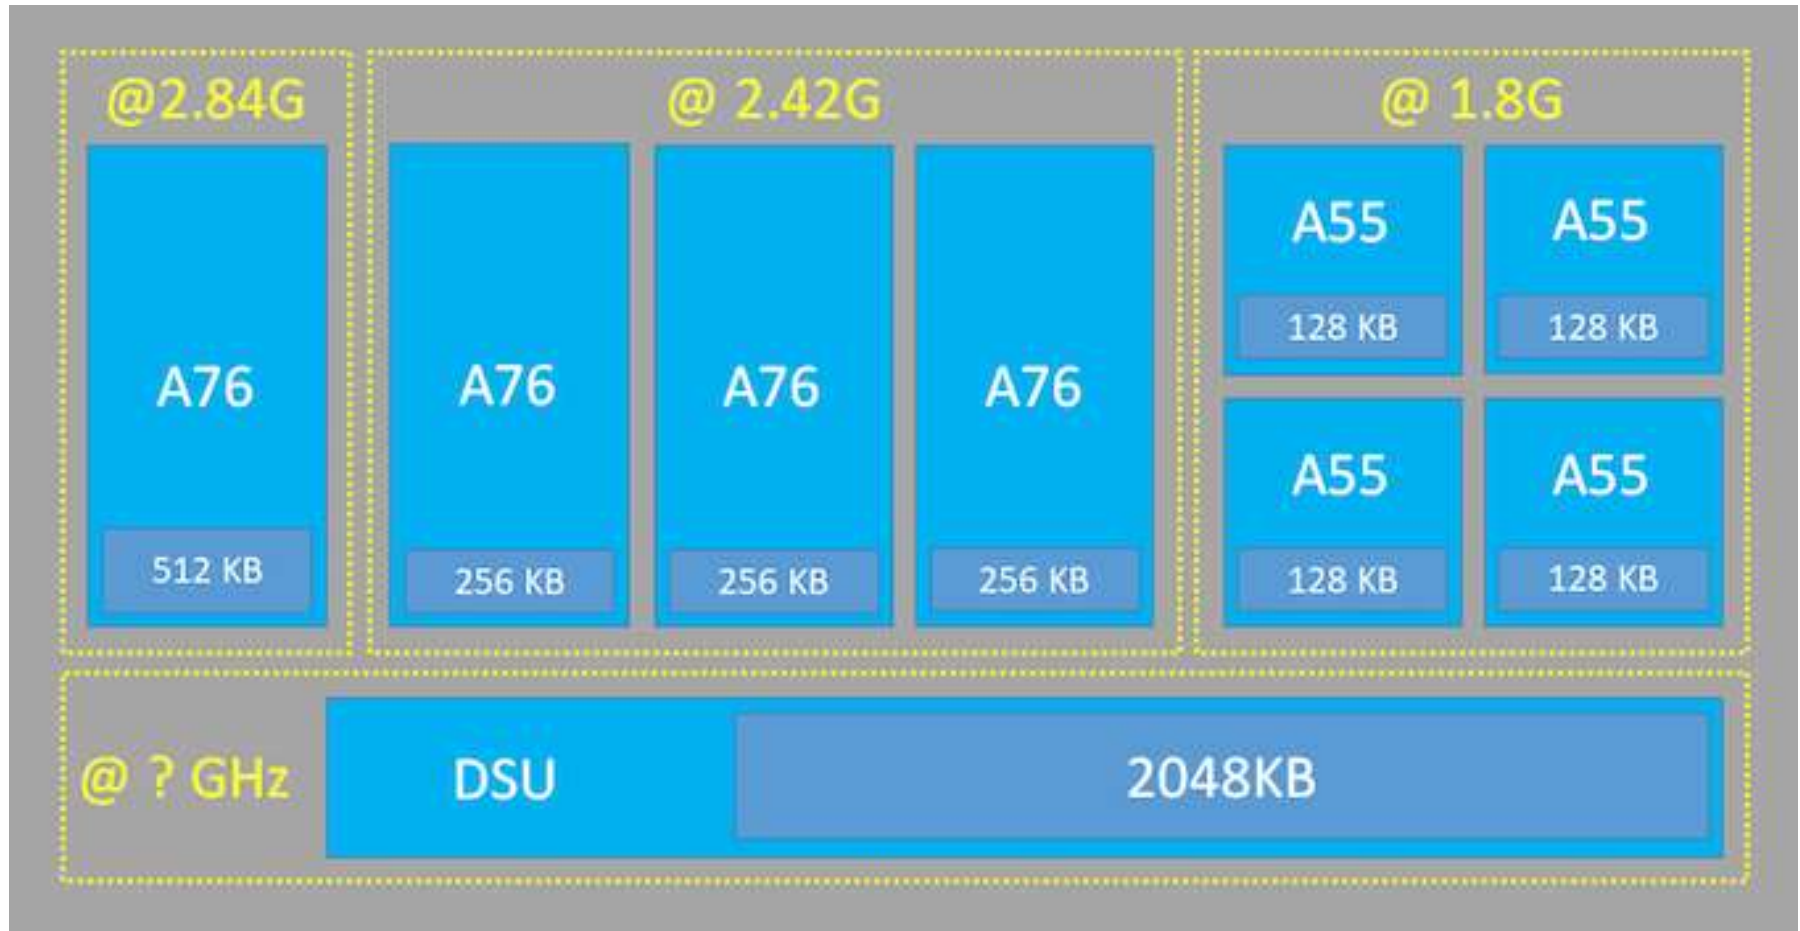 @2.84G
@ 2.42G
@ 1.8G
A76
512 KB
A76
256 KB
A76
256 KB
A76
256 KB
A55
128 KB
A55
128 KB
A55
128 KB
A55
128 KB
@ ? GHz
DSU
2048KB